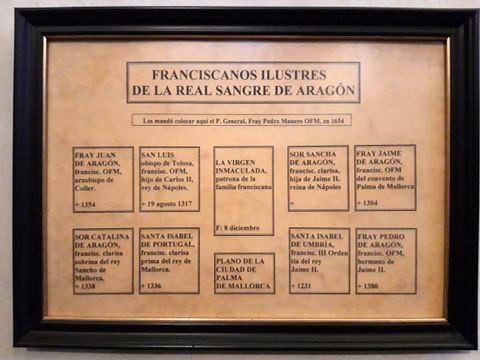 FRANCISCANOS ILUSTRES
DE LA REAL SANGRE DE ARAGÓN
Los mandó colocar aquí el P. General, Fray Pedro Manero OFM, en 1654
FRAY JUAN
DE ARAGÓN,
francisc. OFM,
arzobispo de
Coller.
+ 1354
SAN LUIS
obispo de Tolosa,
francisc. OFM,
hijo de Carlos II,
rey de Nápoles.
+ 19 agosto 1317
LA VIRGEN
INMACULADA,
patrona de la
familia franciscana
F: 8 diciembre
SOR SANCHA
DE ARAGÓN,
francisc. clarisa,
hija de Jaime II,
reina de Nápoles
+
FRAY JAIME
DE ARAGÓN,
francisc. OFM
del convento de
Palma de Mallorca
+ 1304
SOR CATALINA
DE ARAGÓN,
francisc. clarisa
sobrina del rey
Sancho de
Mallorca.
+ 1338
SANTA ISABEL
DE PORTUGAL,
francisc. clarisa
prima del rey de
Mallorca.
+ 1336
PLANO DE LA
CIUDAD DE
PALMA
DE MALLORCA
SANTA ISABEL
DE UMBRÍA,
francisc. III Orden
tía del rey
Jaime II.
+ 1231
FRAY PEDRO
DE ARAGÓN,
francisc. OFM,
hermano de
Jaime II.
+ 1380